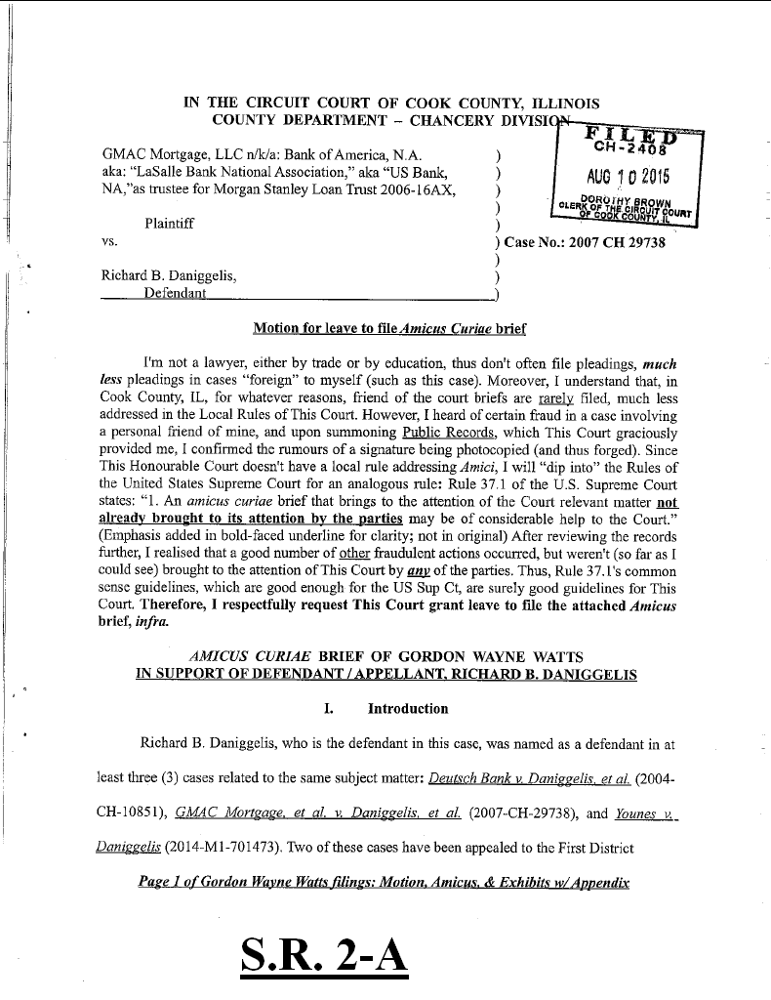 IN THE CIRCUIT COURT OF COOK COUNTY, ILLINOIS
COUNTY DEPARTMENT – CHANCERY DIVISION
FILED
CH-2408
AUG 10 2015
DOROTHY BROWN
CLERK OF THE CIRCUIT COURT
OF COOK COUNTY, IL
GMAC Mortgage, LLC n/k/a: Bank of America, N.A. )
aka: “LaSalle Bank National Association,” aka “US Bank, )
NA,”as trustee for Morgan Stanley Loan Trust 2006-16AX, )
)
Plaintiff )
vs. ) Case No.: 2007 CH 29738
)
Richard B. Daniggelis, )
Defendant )
Motion for leave to file Amicus Curiae brief
I'm not a lawyer, either by trade or by education, thus don't often file pleadings, much
less pleadings in cases “foreign” to myself (such as this case). Moreover, I understand that, in
Cook County, IL, for whatever reasons, friend of the court briefs are rarely filed, much less
addressed in the Local Rules of This Court. However, I heard of certain fraud in a case involving
a personal friend of mine, and upon summoning Public Records, which This Court graciously
provided me, I confirmed the rumours of a signature being photocopied (and thus forged). Since
This Honourable Court doesn't have a local rule addressing Amici, I will “dip into” the Rules of
the United States Supreme Court for an analogous rule: Rule 37.1 of the U.S. Supreme Court
states: “1. An amicus curiae brief that brings to the attention of the Court relevant matter not
already brought to its attention by the parties may be of considerable help to the Court.”
(Emphasis added in bold-faced underline for clarity; not in original) After reviewing the records
further, I realised that a good number of other fraudulent actions occurred, but weren't (so far as I
could see) brought to the attention of This Court by any of the parties. Thus, Rule 37.1's common
sense guidelines, which are good enough for the US Sup Ct, are surely good guidelines for This
Court. Therefore, I respectfully request This Court grant leave to file the attached Amicus
brief, infra.
AMICUS CURIAE BRIEF OF GORDON WAYNE WATTS
IN SUPPORT OF DEFENDANT / APPELLANT, RICHARD B. DANIGGELIS
I. Introduction
Richard B. Daniggelis, who is the defendant in this case, was named as a defendant in at
least three (3) cases related to the same subject matter: Deutsch Bank v. Daniggelis, et al. (2004-
CH-10851), GMAC Mortgage, et al. v. Daniggelis, et al. (2007-CH-29738), and Younes v.
Daniggelis (2014-M1-701473). Two of these cases have been appealed to the First District
Page 1 of Gordon Wayne Watts filings: Motion, Amicus, & Exhibits w/ Appendix
S.R. 2-A